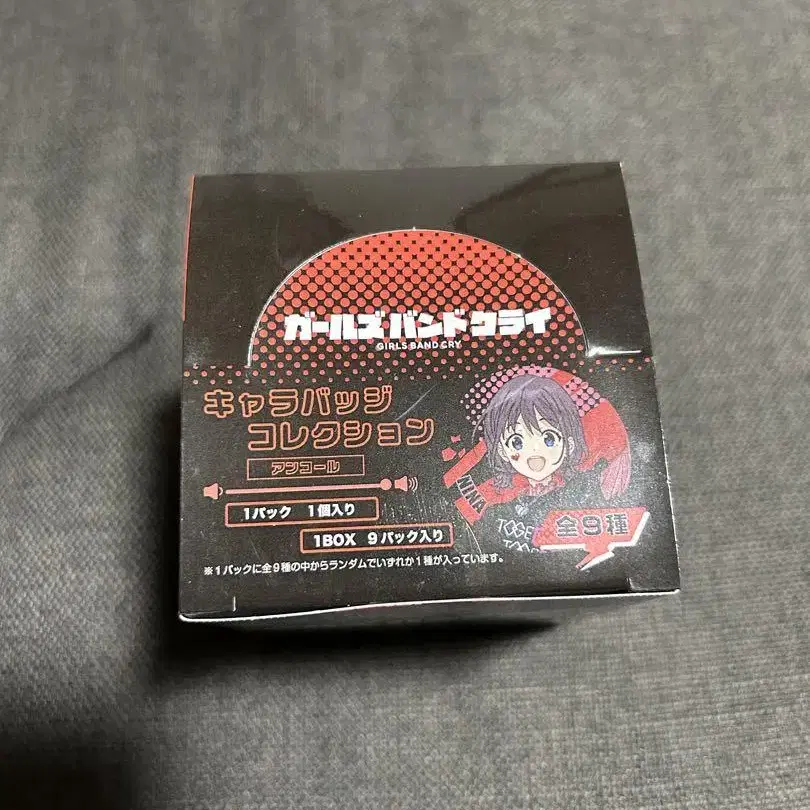 ガールズバンドクライ
GIRLS BAND CRY
キャラバッジ
コレクション
アンコール
1パック 1個入り
1BOX 9パック入り
※1パックに全9種の中からランダムでいずれか1種が入っています。
NINA
全9種